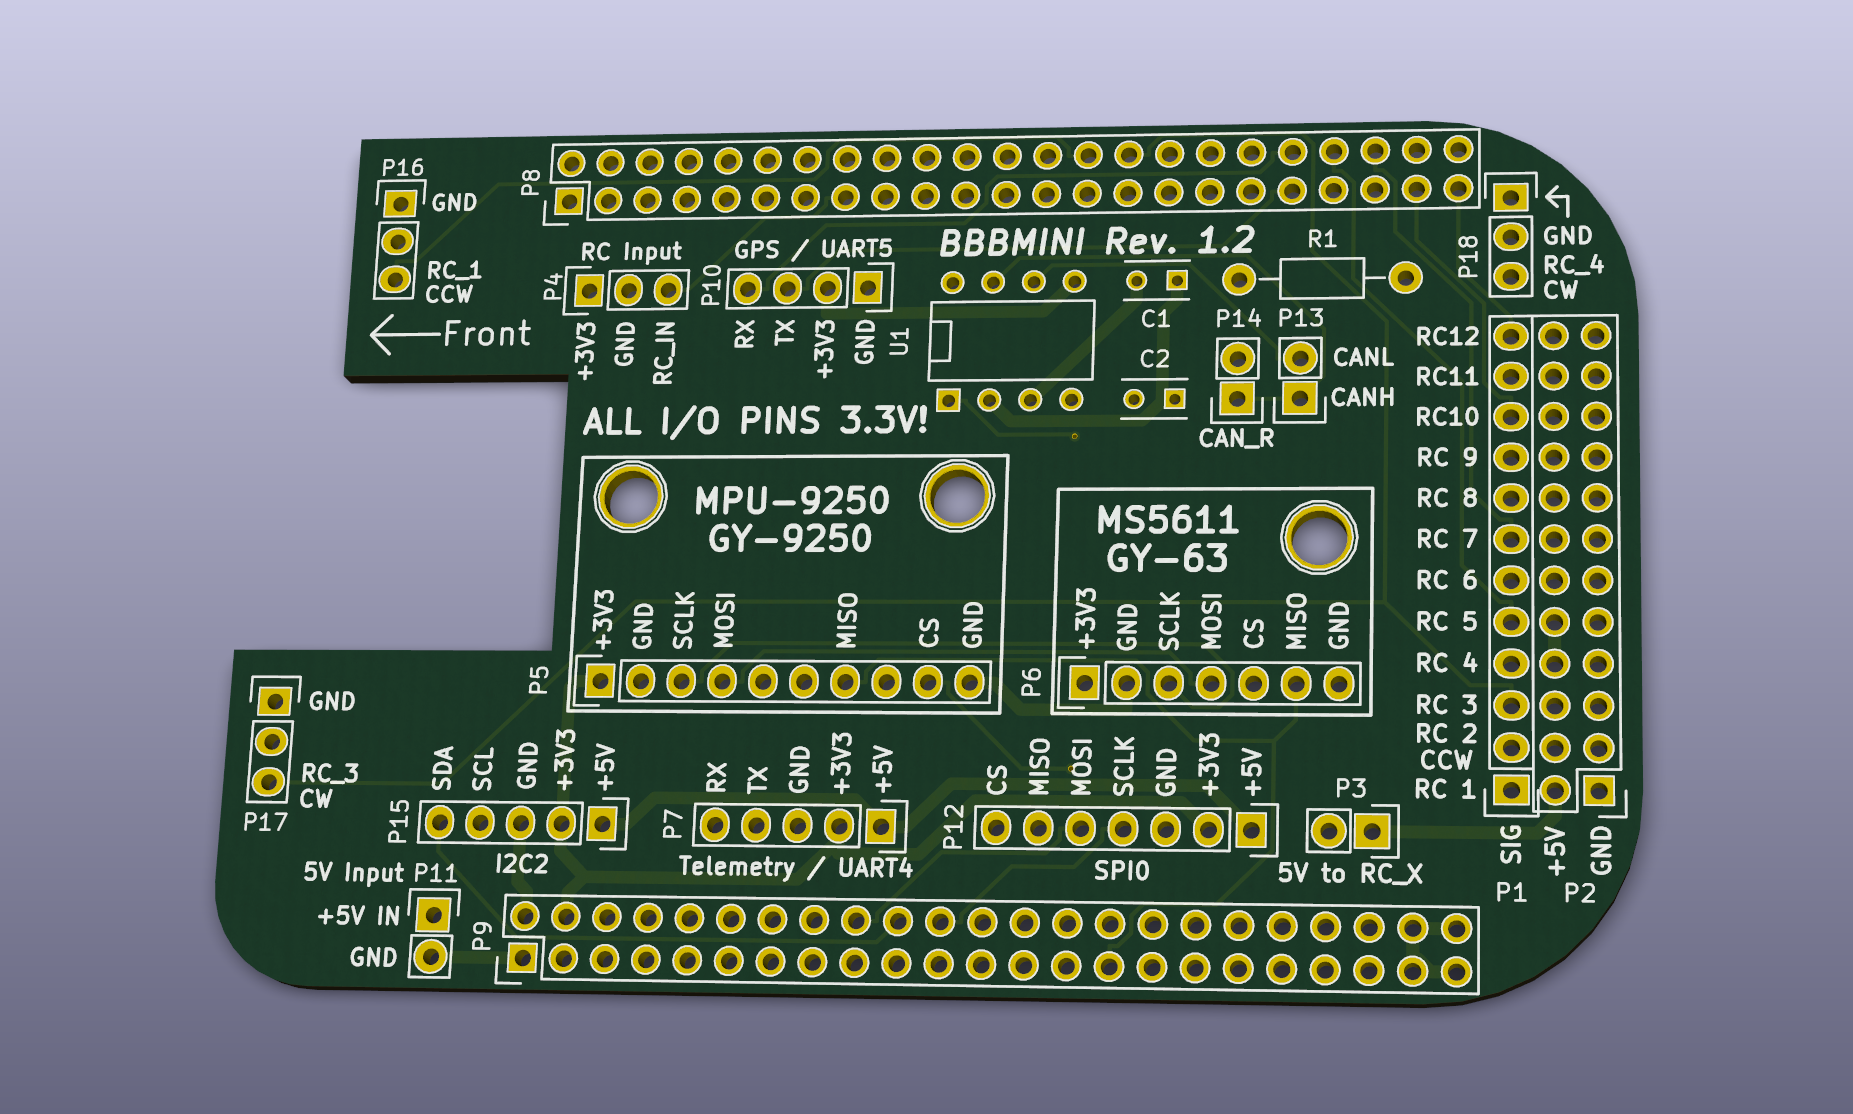 P16
GND
RC_1
CCW
Front
P8
RC Input
P4
+3V3
GND
RC_IN
GPS / UART5
P10
RX
TX
+3V3
GND
U1
BBBMINI Rev. 1.2
C1
C2
R1
P14
P13
CANL
CANH
CAN_R
P18
GND
RC_4
CW
ALL I/O PINS 3.3V!
MPU-9250
GY-9250
+3V3
GND
SCLK
MOSI
MISO
CS
GND
P5
MS5611
GY-63
+3V3
GND
SCLK
MOSI
CS
MISO
GND
P6
RC12
RC11
RC10
RC 9
RC 8
RC 7
RC 6
RC 5
RC 4
RC 3
RC 2
CCW
RC 1
SIG
+5V
GND
P1
P2
GND
RC_3
CW
P17
SDA
SCL
GND
+3V3
+5V
P15
I2C2
RX
TX
GND
+3V3
+5V
P7
Telemetry / UART4
CS
MISO
MOSI
SCLK
GND
+3V3
+5V
P12
SPI0
P3
5V to RC_X
5V Input P11
+5V IN
GND
P9